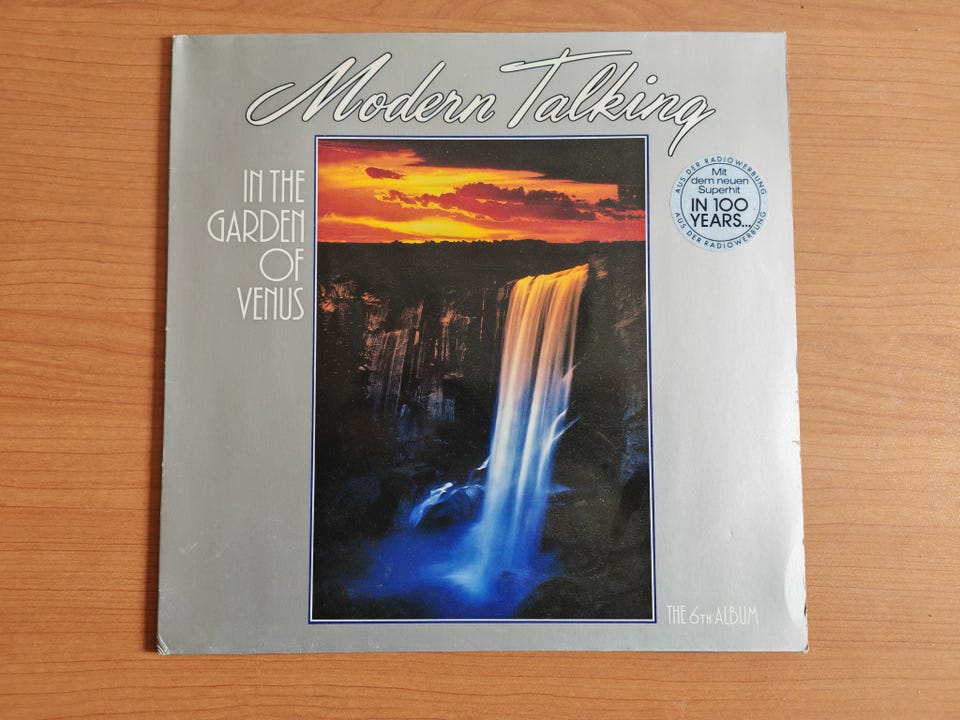 Modern Talking
IN THE
GARDEN
OF
VENUS
AUS DER RADIOWERBUNG
Mit
dem neuen
Superhit
IN 100
YEARS...
AUS DER RADIOWERBUNG
THE 6TH ALBUM